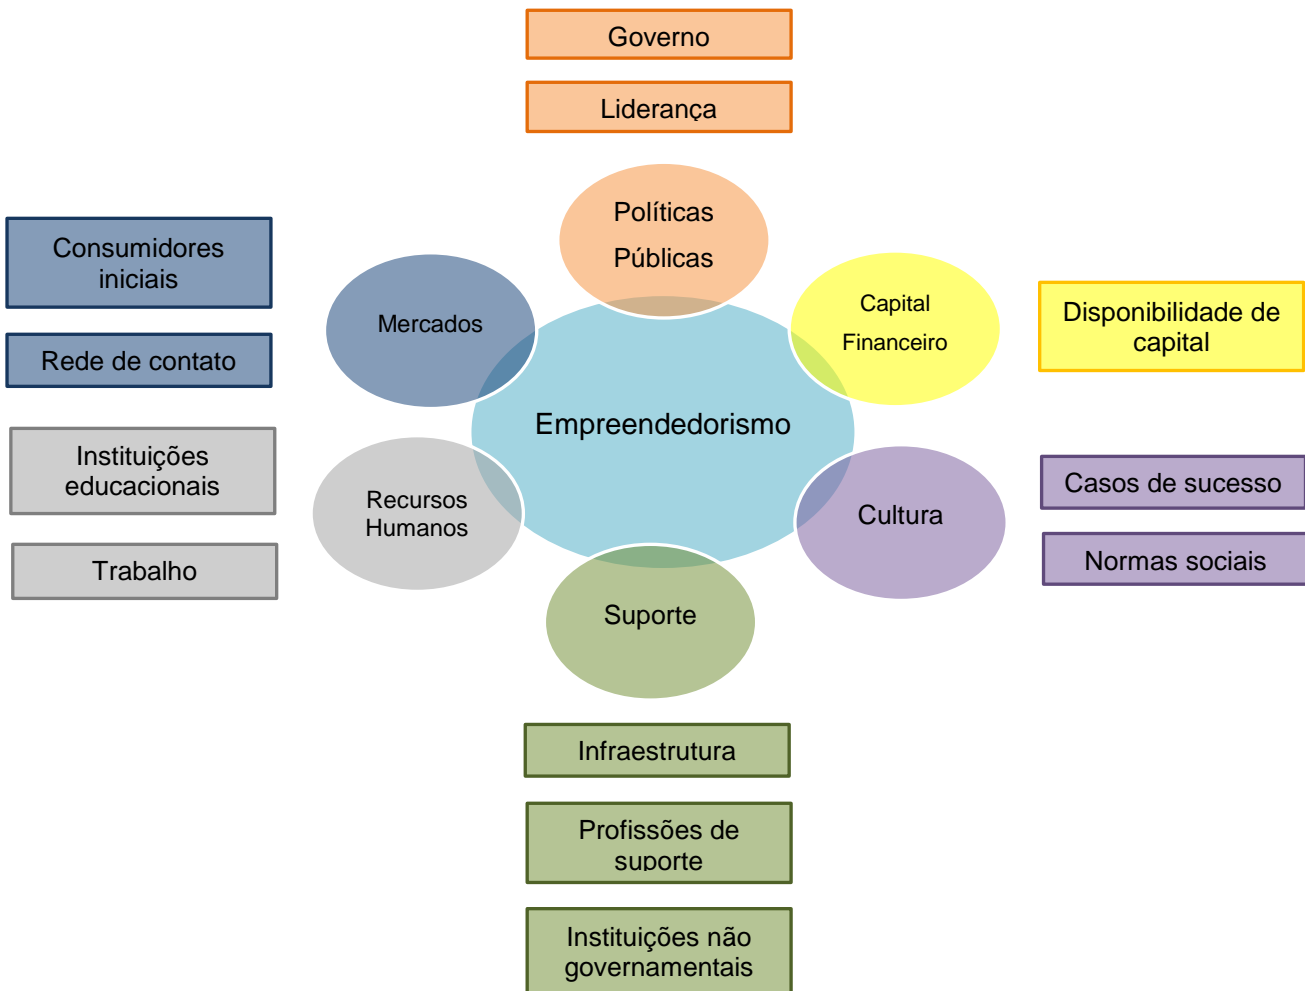 Governo
Liderança
Políticas
Públicas
Consumidores
iniciais
Mercados
Capital
Financeiro
Disponibilidade de
capital
Rede de contato
Empreendedorismo
Instituições
educacionais
Recursos
Humanos
Cultura
Casos de sucesso
Trabalho
Normas sociais
Suporte
Infraestrutura
Profissões de
suporte
Instituições não
governamentais